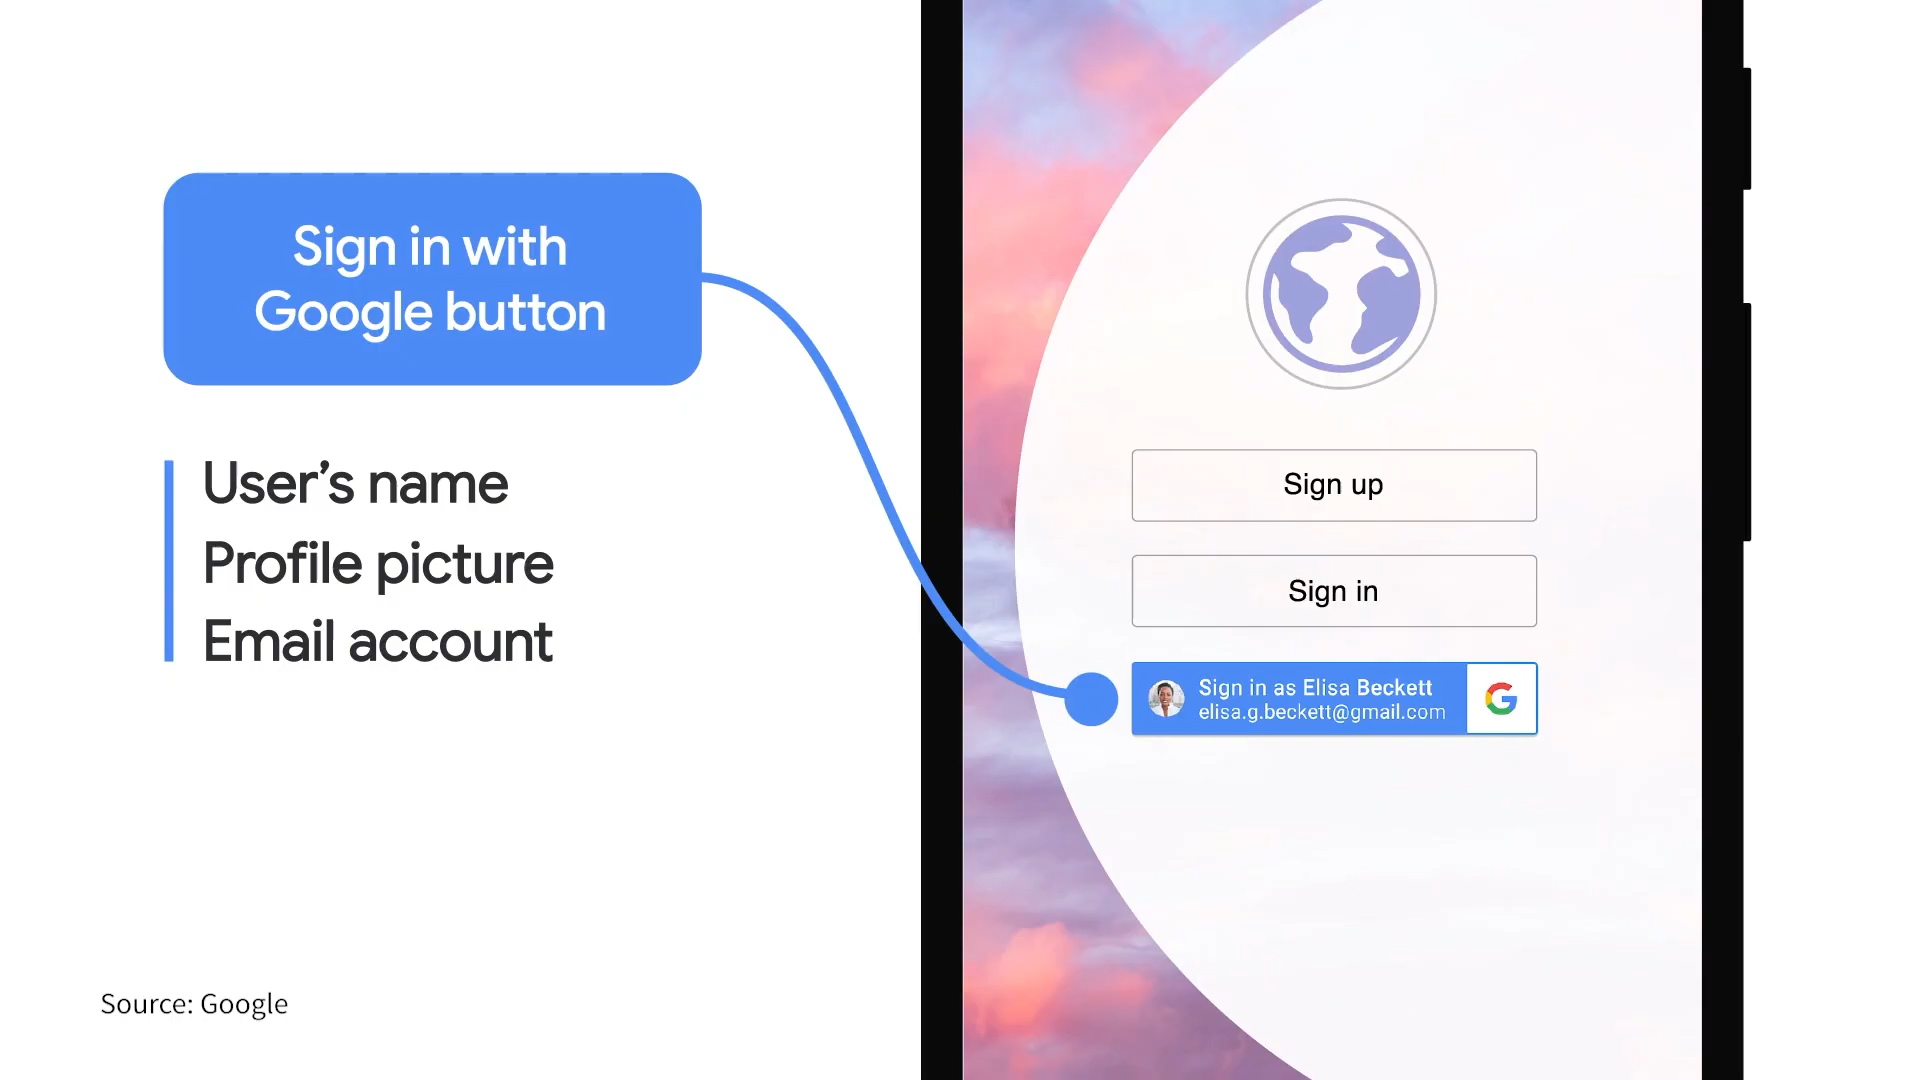 Sign in with
Google button
User’s name
Profile picture
Email account
Source: Google
Sign up
Sign in
Sign in as Elisa Beckett
elisa.g.beckett@gmail.com
G